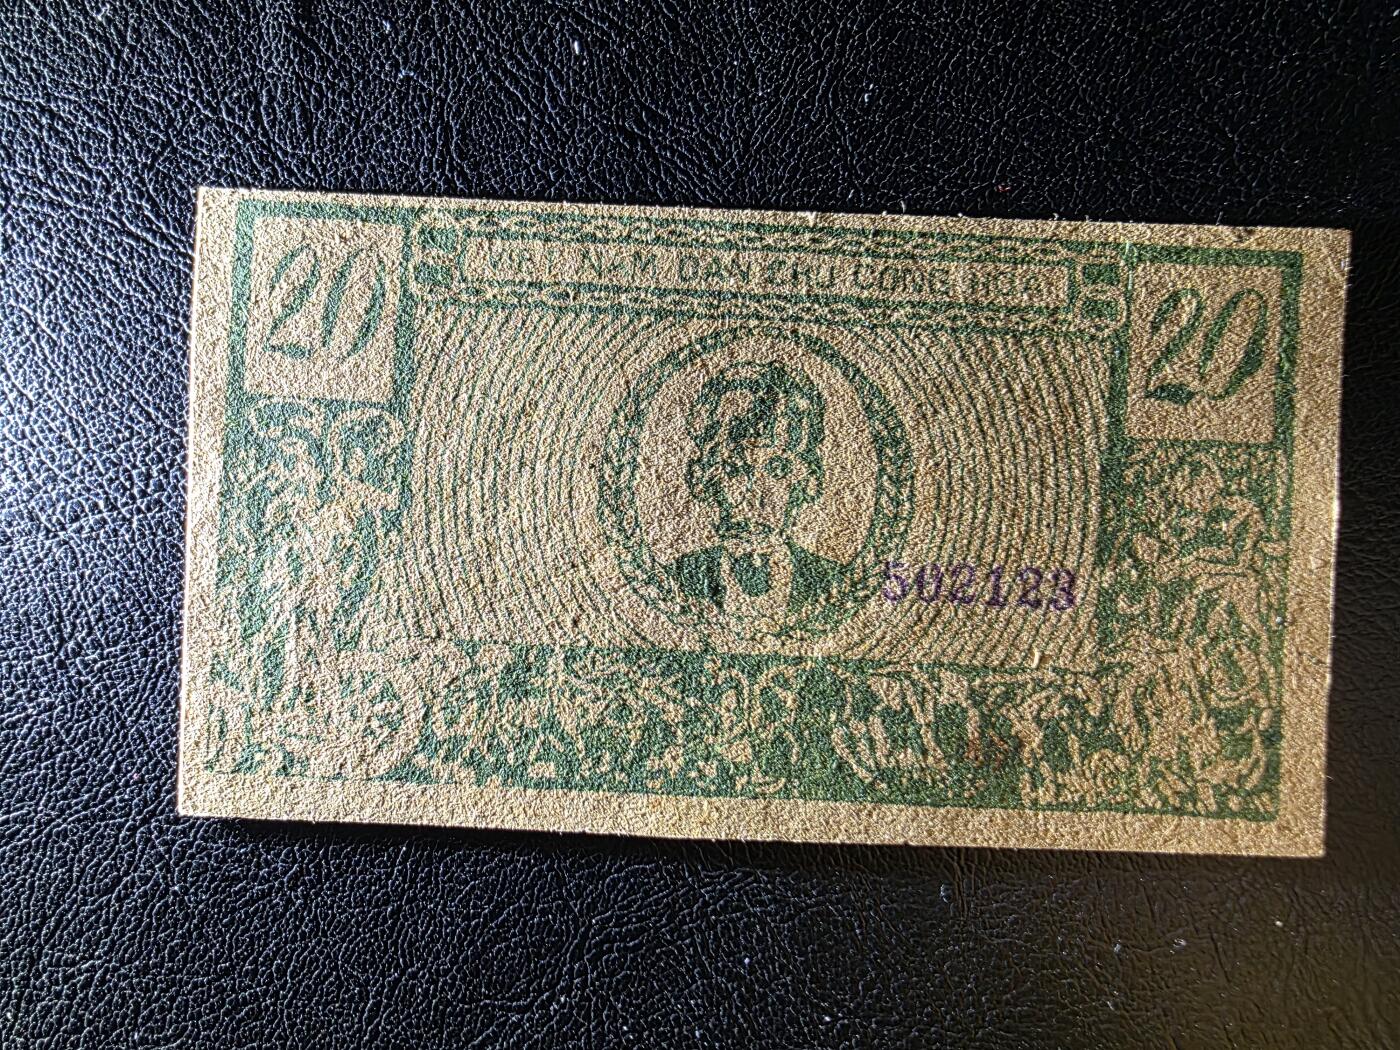 20
VIET NAM DAN CHU CONG HOA
20
502123